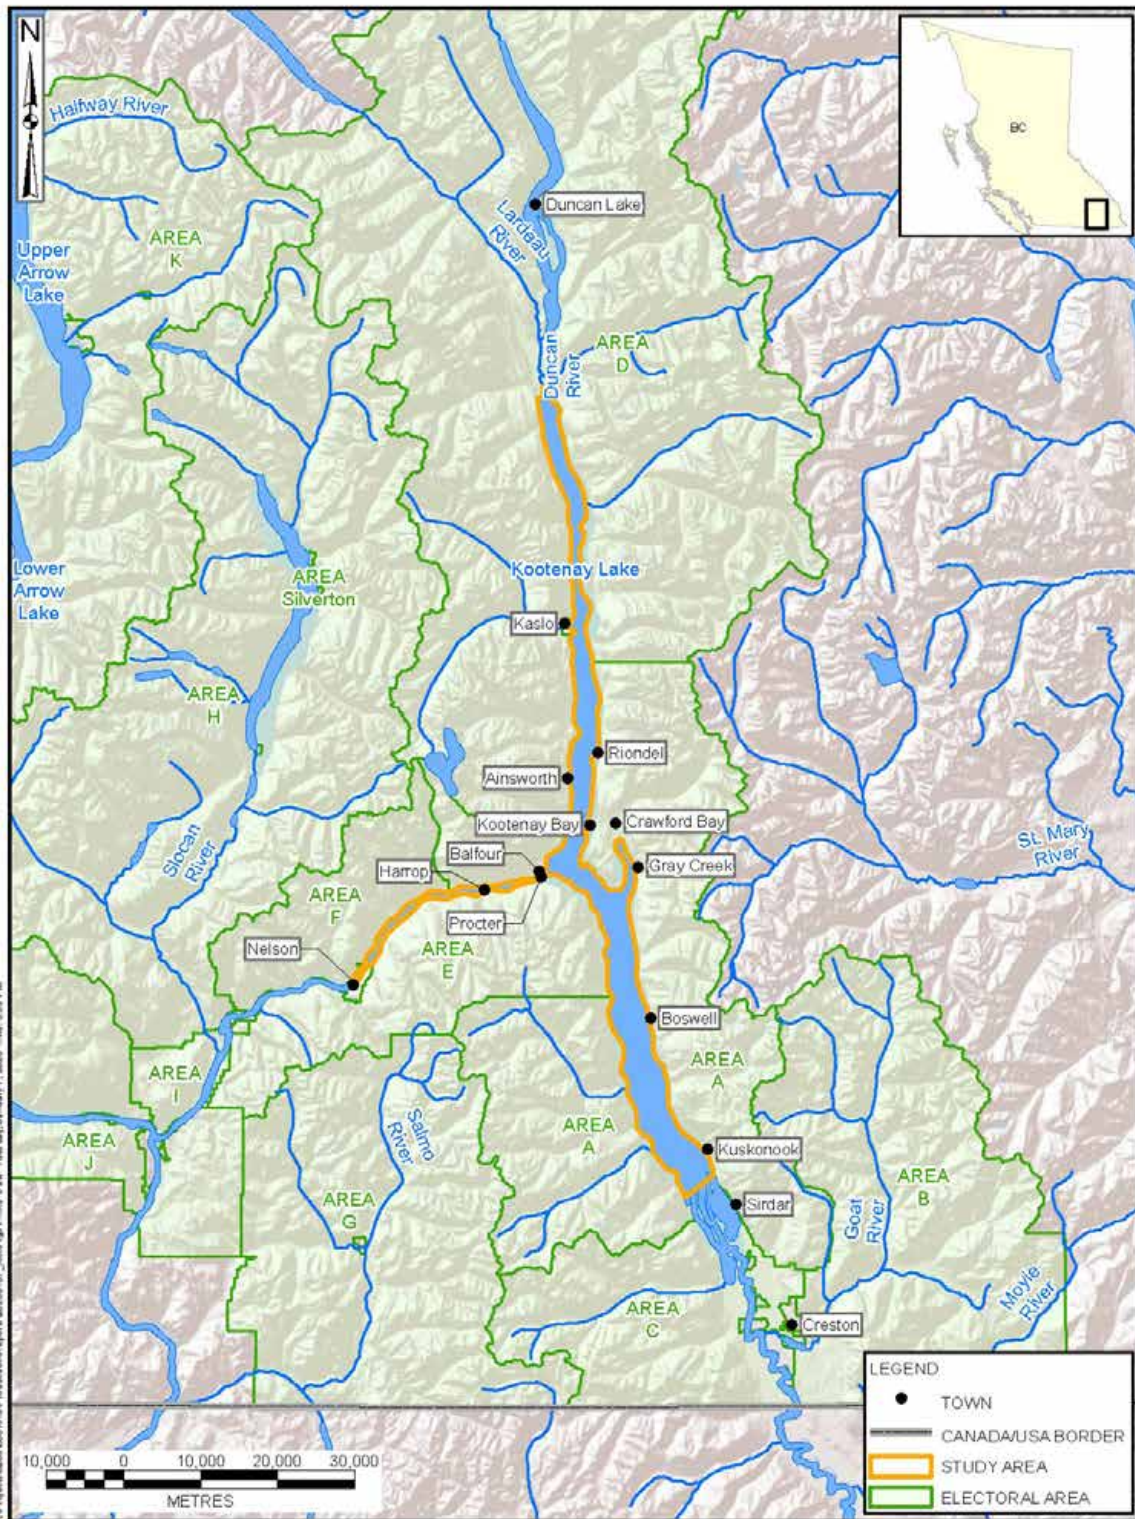 N
BC
Halfway River
Duncan Lake
Lardeau
River
AREA
K
Upper
Arrow
Lake
Duncan
River
AREA
D
Lower
Arrow
Lake
AREA
Silverton
Kootenay Lake
Kaslo
AREA
H
Riondel
Ainsworth
Kootenay Bay
Crawford Bay
Slocan
River
St. Mary
River
Balfour
Harrop
Gray Creek
AREA
F
Procter
Nelson
AREA
E
Boswell
AREA
A
AREA
I
Salmo
River
AREA
A
AREA
J
Kuskonook
AREA
B
AREA
G
Sirdar
Goat
River
Moyie
River
AREA
C
Creston
LEGEND
TOWN
CANADA/USA BORDER
STUDY AREA
ELECTORAL AREA
10,000 0 10,000 20,000 30,000
METRES